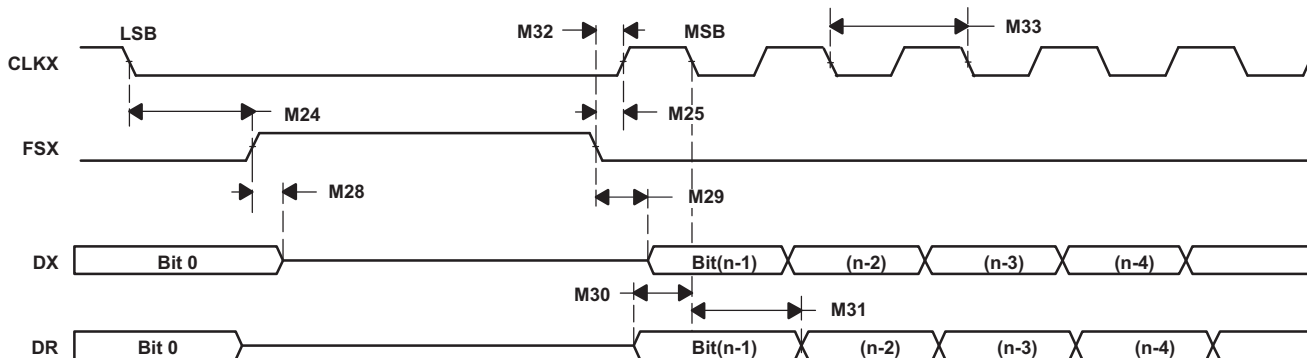 LSB M32 MSB M33
CLKX
M24 M25
FSX
M28 M29
DX Bit 0 Bit(n-1) (n-2) (n-3) (n-4)
M30 M31
DR Bit 0 Bit(n-1) (n-2) (n-3) (n-4)